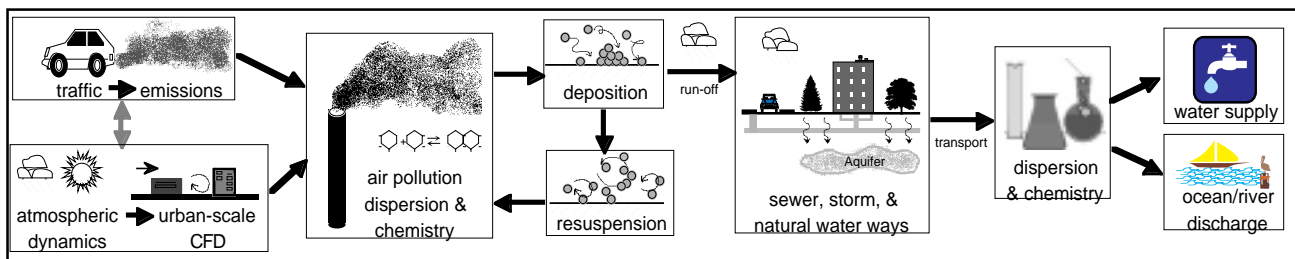 traffic emissions
atmospheric urban-scale
dynamics CFD
air pollution
dispersion &
chemistry
deposition
resuspension
run-off
Aquifer
sewer, storm, &
natural water ways
transport
dispersion
& chemistry
water supply
ocean/river
discharge